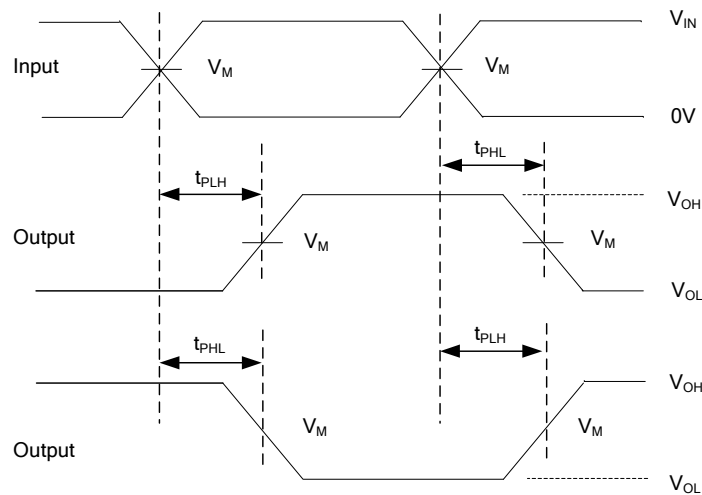 V_IN
Input
V_M
V_M
0V
t_PLH
t_PHL
V_OH
Output
V_M
V_M
V_OL
t_PHL
t_PLH
V_OH
Output
V_M
V_M
V_OL